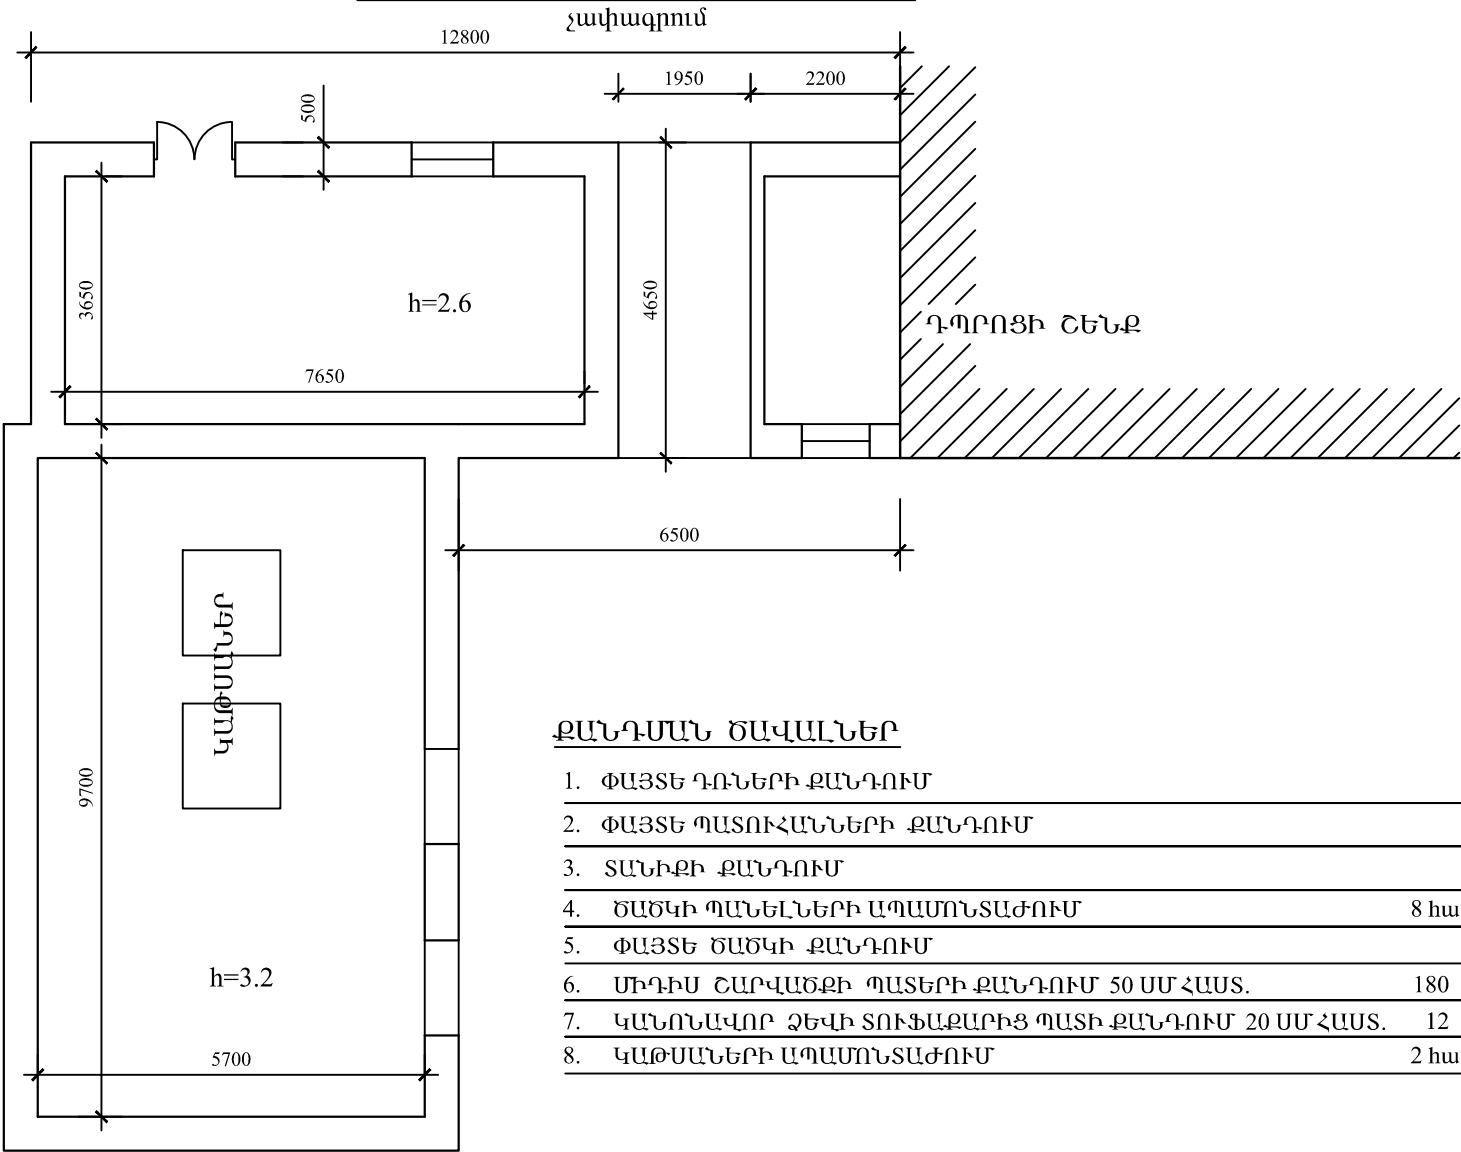 չափագրում
12800
1950
2200
500
3650
h=2.6
4650
7650
ԴՊՐՈՑԻ ՇԵՆՔ
6500
ԿԱԹՍԱՆԵՐ
9700
h=3.2
5700
ՔԱՆԴՄԱՆ ԾԱՎԱԼՆԵՐ
1. ՓԱՅՏԵ ԴՌՆԵՐԻ ՔԱՆԴՈՒՄ
2. ՓԱՅՏԵ ՊԱՏՈՒՀԱՆՆԵՐԻ ՔԱՆԴՈՒՄ
3. ՏԱՆԻՔԻ ՔԱՆԴՈՒՄ
4. ԾԱԾԿԻ ՊԱՆԵԼՆԵՐԻ ԱՊԱՄՈՆՏԱԺՈՒՄ 8 հա
5. ՓԱՅՏԵ ԾԱԾԿԻ ՔԱՆԴՈՒՄ
6. ՄԻԴԻՍ ՇԱՐՎԱԾՔԻ ՊԱՏԵՐԻ ՔԱՆԴՈՒՄ 50 ՍՄ ՀԱՍՏ. 180
7. ԿԱՆՈՆԱՎՈՐ ՁԵՎԻ ՏՈՒՖԱՔԱՐԻՑ ՊԱՏԻ ՔԱՆԴՈՒՄ 20 ՍՄ ՀԱՍՏ. 12
8. ԿԱԹՍԱՆԵՐԻ ԱՊԱՄՈՆՏԱԺՈՒՄ 2 հա